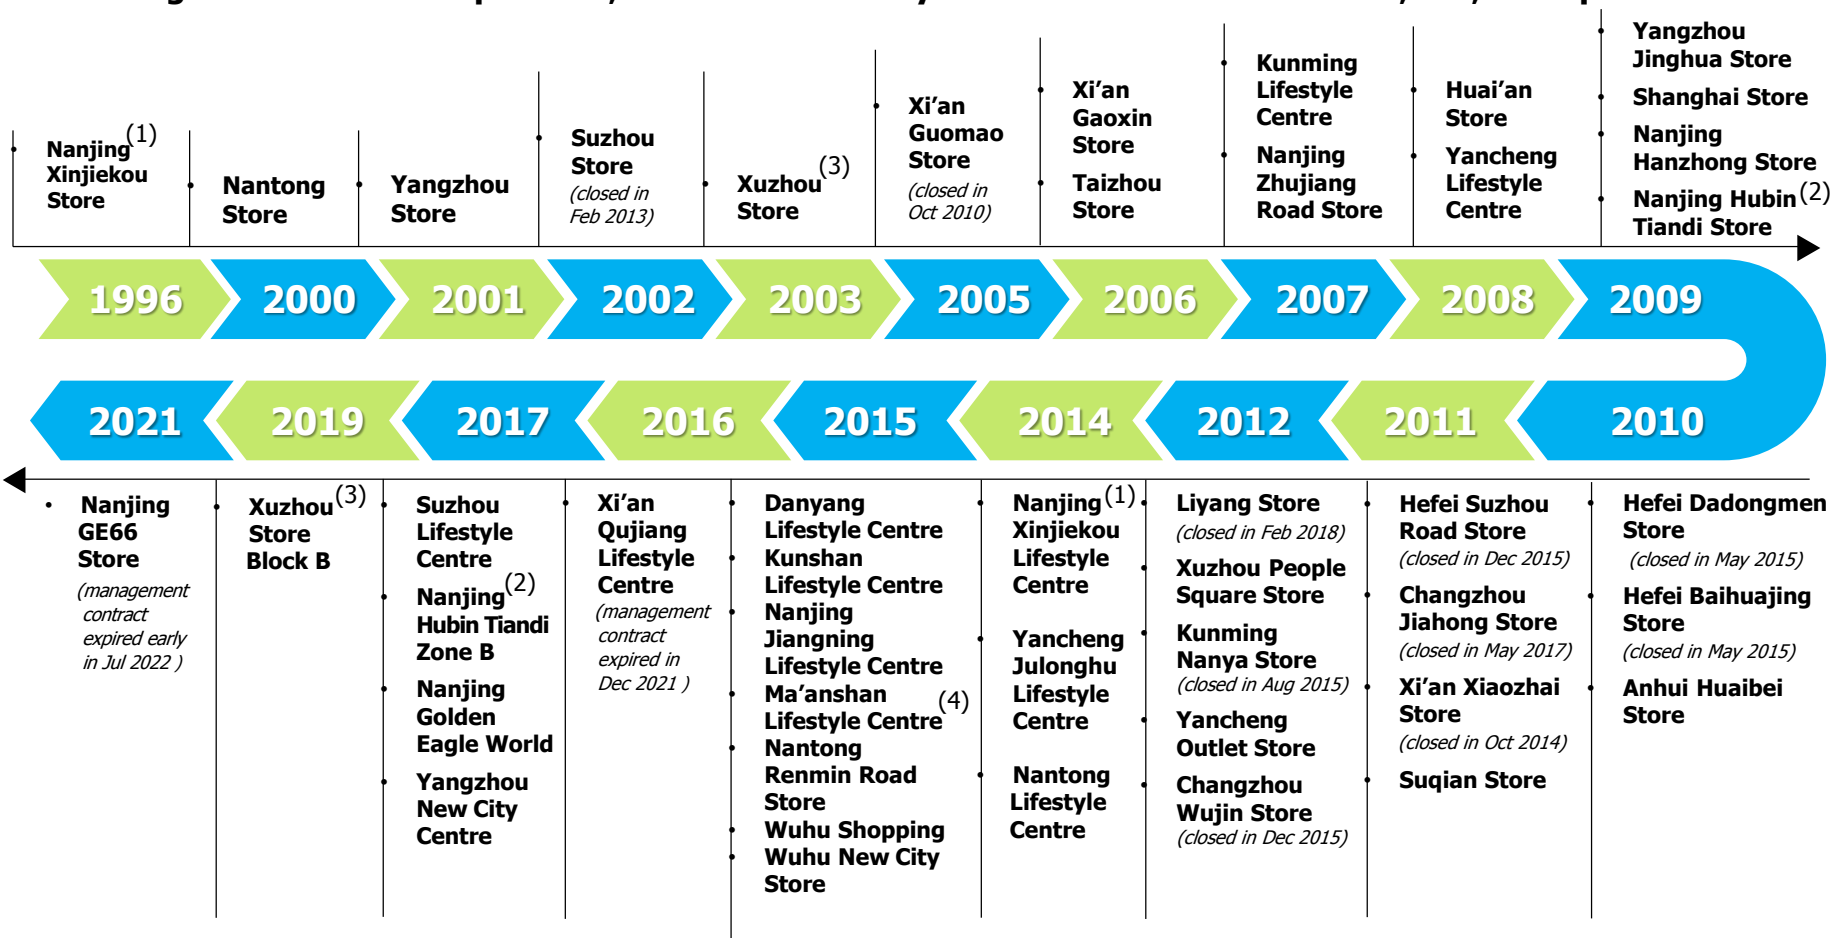 Nanjing(1)
Xinjiekou
Store
Nantong
Store
Yangzhou
Store
Suzhou
Store
(closed in
Feb 2013)
Xuzhou(3)
Store
Xi’an
Guomao
Store
(closed in
Oct 2010)
Xi’an
Gaoxin
Store
Taizhou
Store
Kunming
Lifestyle
Centre
Nanjing
Zhujiang
Road Store
Huai’an
Store
Yancheng
Lifestyle
Centre
Yangzhou
Jinghua Store
Shanghai Store
Nanjing
Hanzhong Store
Nanjing Hubin(2)
Tiandi Store
1996 2000 2001 2002 2003 2005 2006 2007 2008 2009
2021 2019 2017 2016 2015 2014 2012 2011 2010
• Nanjing
GE66
Store
(management
contract
expired early
in Jul 2022 )
Xuzhou(3)
Store
Block B
Suzhou
Lifestyle
Centre
Nanjing(2)
Hubin Tiandi
Zone B
Nanjing
Golden
Eagle World
Yangzhou
New City
Centre
Xi’an
Qujiang
Lifestyle
Centre
(management
contract
expired in
Dec 2021 )
Danyang
Lifestyle Centre
Kunshan
Lifestyle Centre
Nanjing
Jiangning
Lifestyle Centre
Ma’anshan
Lifestyle Centre(4)
Nantong
Renmin Road
Store
Wuhu Shopping
Wuhu New City
Store
Nanjing(1)
Xinjiekou
Lifestyle
Centre
Yancheng
Julonghu
Lifestyle
Centre
Nantong
Lifestyle
Centre
Liyang Store
(closed in Feb 2018)
Xuzhou People
Square Store
Kunming
Nanya Store
(closed in Aug 2015)
Yancheng
Outlet Store
Changzhou
Wujin Store
(closed in Dec 2015)
Hefei Suzhou
Road Store
(closed in Dec 2015)
Changzhou
Jiahong Store
(closed in May 2017)
Xi’an Xiaozhai
Store
(closed in Oct 2014)
Suqian Store
Hefei Dadongmen
Store
(closed in May 2015)
Hefei Baihuajing
Store
(closed in May 2015)
Anhui Huaibei
Store